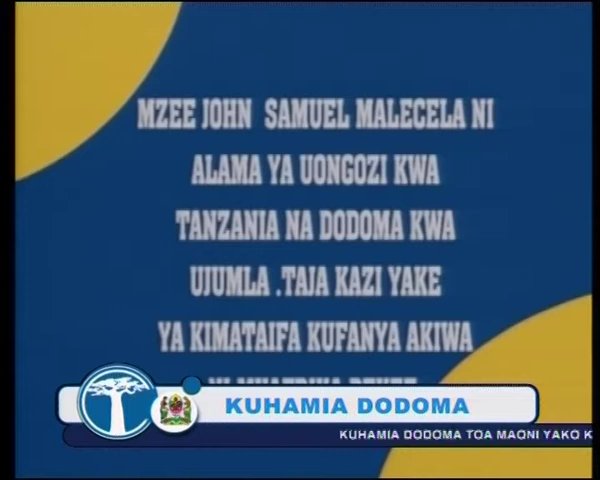 MZEE JOHN SAMUEL MALECELA NI
ALAMA YA UONGOZI KWA
TANZANIA NA DODOMA KWA
UJUMLA .TAJA KAZI YAKE
YA KIMATAIFA KUFANYA AKIWA
KUHAMIA DODOMA
KUHAMIA DODOMA TOA MAONI YAKO K